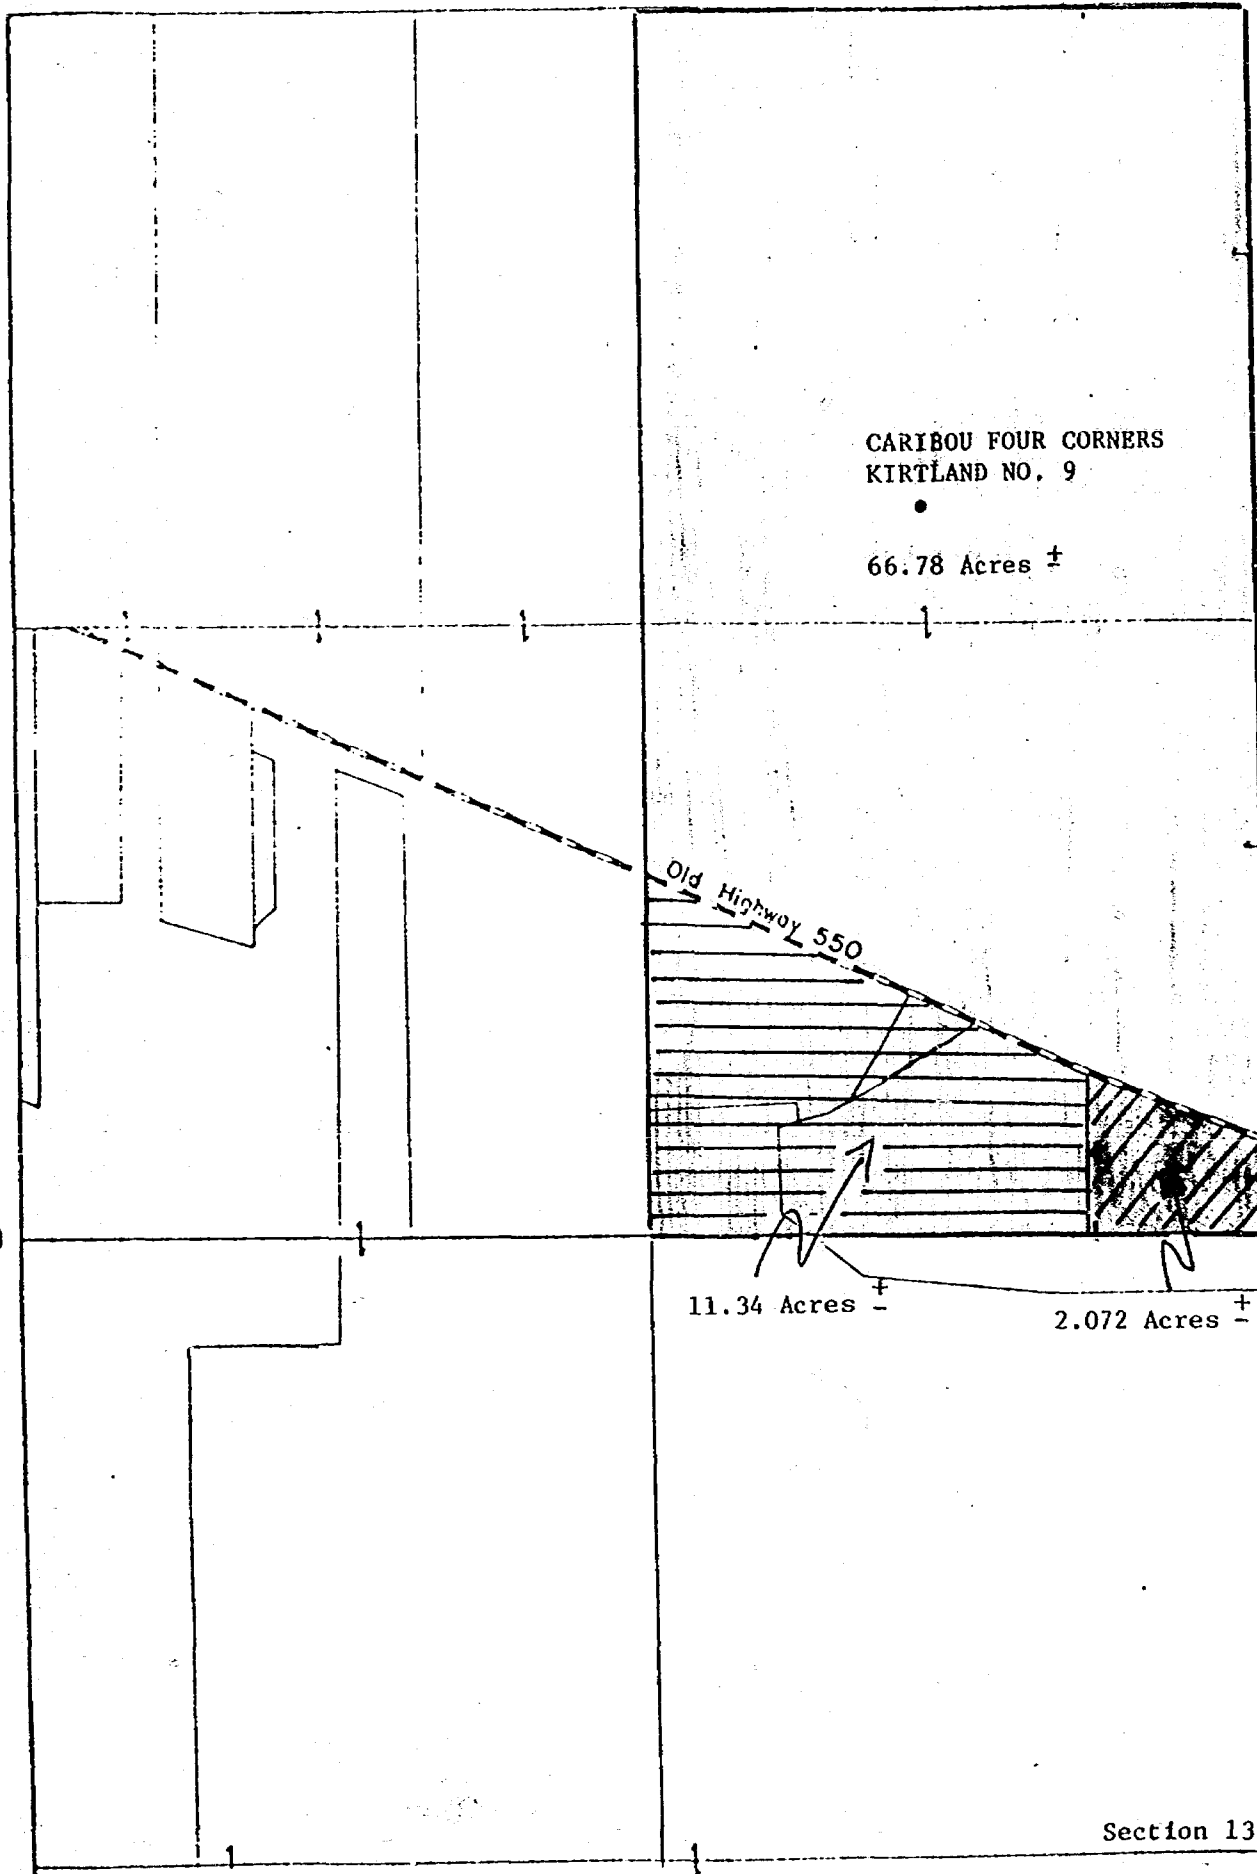 CARIBOU FOUR CORNERS
KIRTLAND NO. 9
66.78 Acres ±
Old Highway 550
11.34 Acres ±
2.072 Acres ±
Section 13